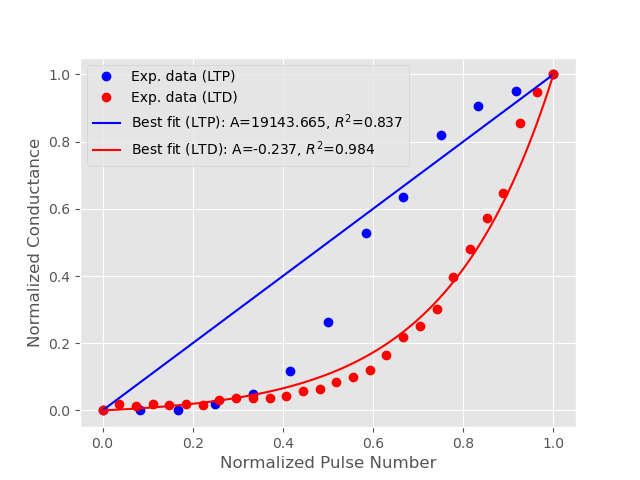 Exp. data (LTP)
Exp. data (LTD)
Best fit (LTP): A=19143.665, R²=0.837
Best fit (LTD): A=-0.237, R²=0.984
1.0
0.8
0.6
0.4
0.2
0.0
Normalized Conductance
0.0 0.2 0.4 0.6 0.8 1.0
Normalized Pulse Number